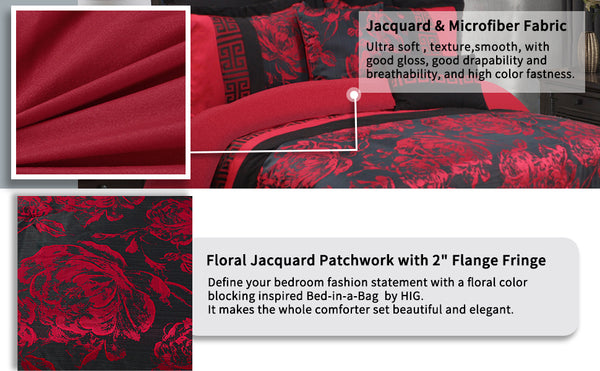 Jacquard & Microfiber Fabric
Ultra soft , texture,smooth, with
good gloss, good drapability and
breathability, and high color fastness.
Floral Jacquard Patchwork with 2" Flange Fringe
Define your bedroom fashion statement with a floral color
blocking inspired Bed-in-a-Bag by HIG.
It makes the whole comforter set beautiful and elegant.